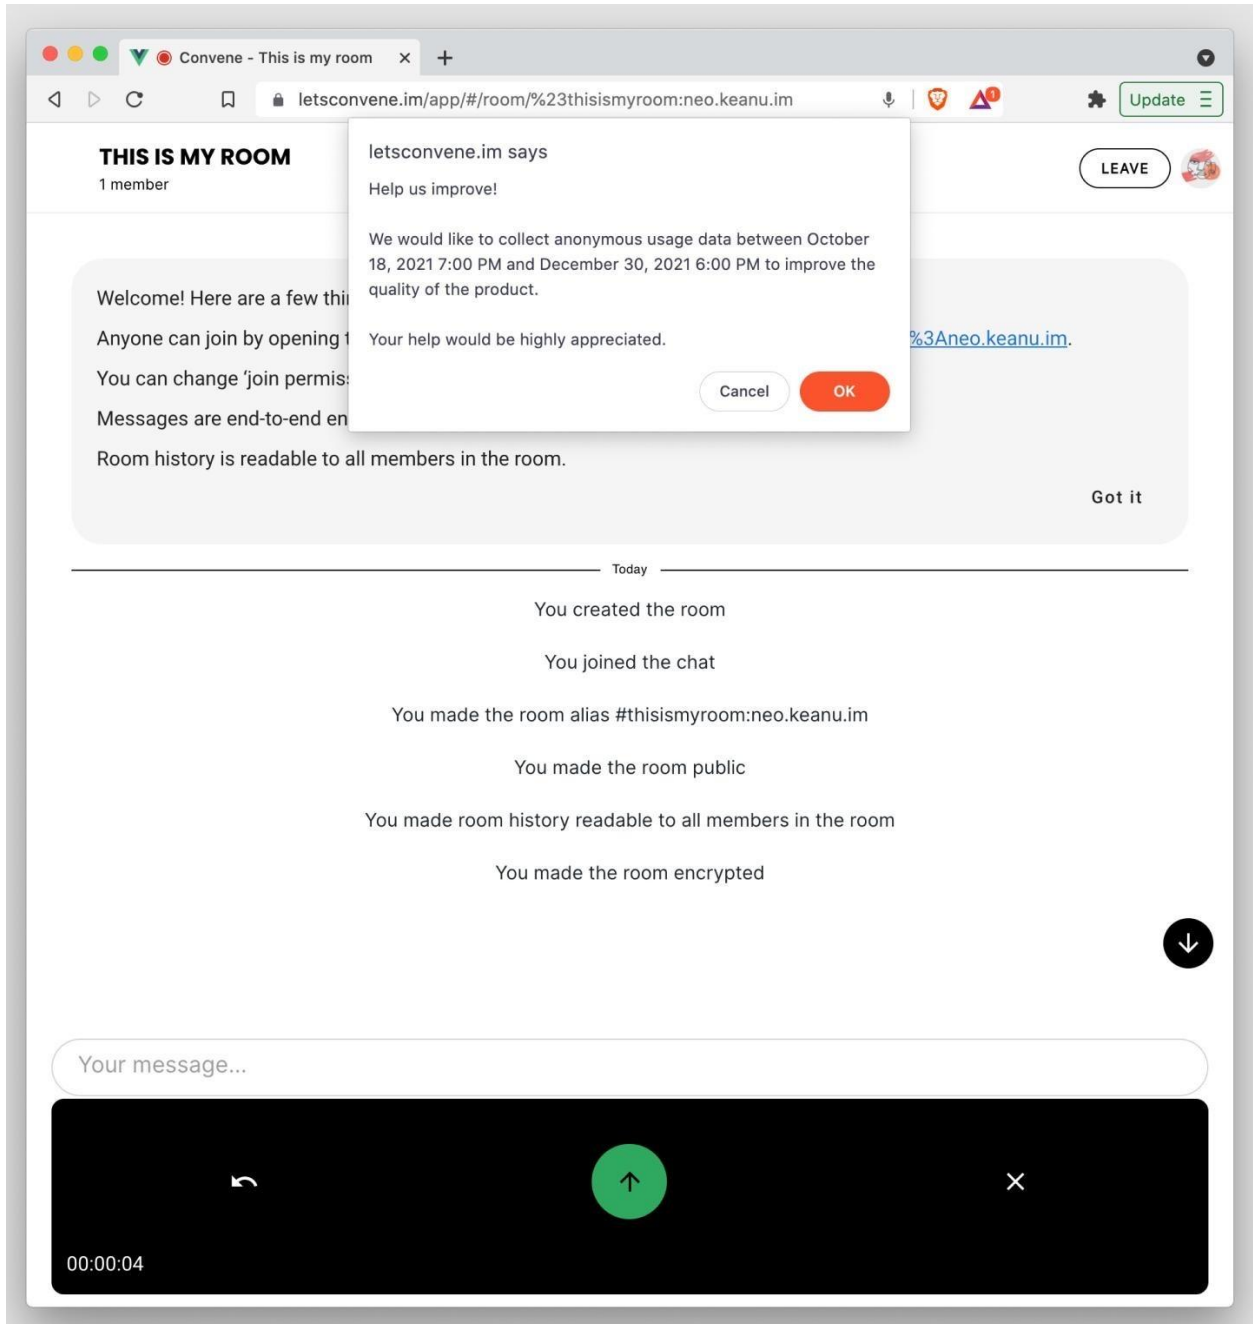 Convene - This is my room
letsconvene.im/app/#/room/%23thisismyroom:neo.keanu.im
1
Update
THIS IS MY ROOM
1 member
LEAVE
letsconvene.im says
Help us improve!
We would like to collect anonymous usage data between October
18, 2021 7:00 PM and December 30, 2021 6:00 PM to improve the
quality of the product.
Your help would be highly appreciated.
Cancel
OK
Welcome! Here are a few
Anyone can join by opening
%3Aneo.keanu.im.
You can change 'join
Messages are end-to-end
Room history is readable to all members in the room.
Got it
Today
You created the room
You joined the chat
You made the room alias #thisismyroom:neo.keanu.im
You made the room public
You made room history readable to all members in the room
You made the room encrypted
Your message...
00:00:04